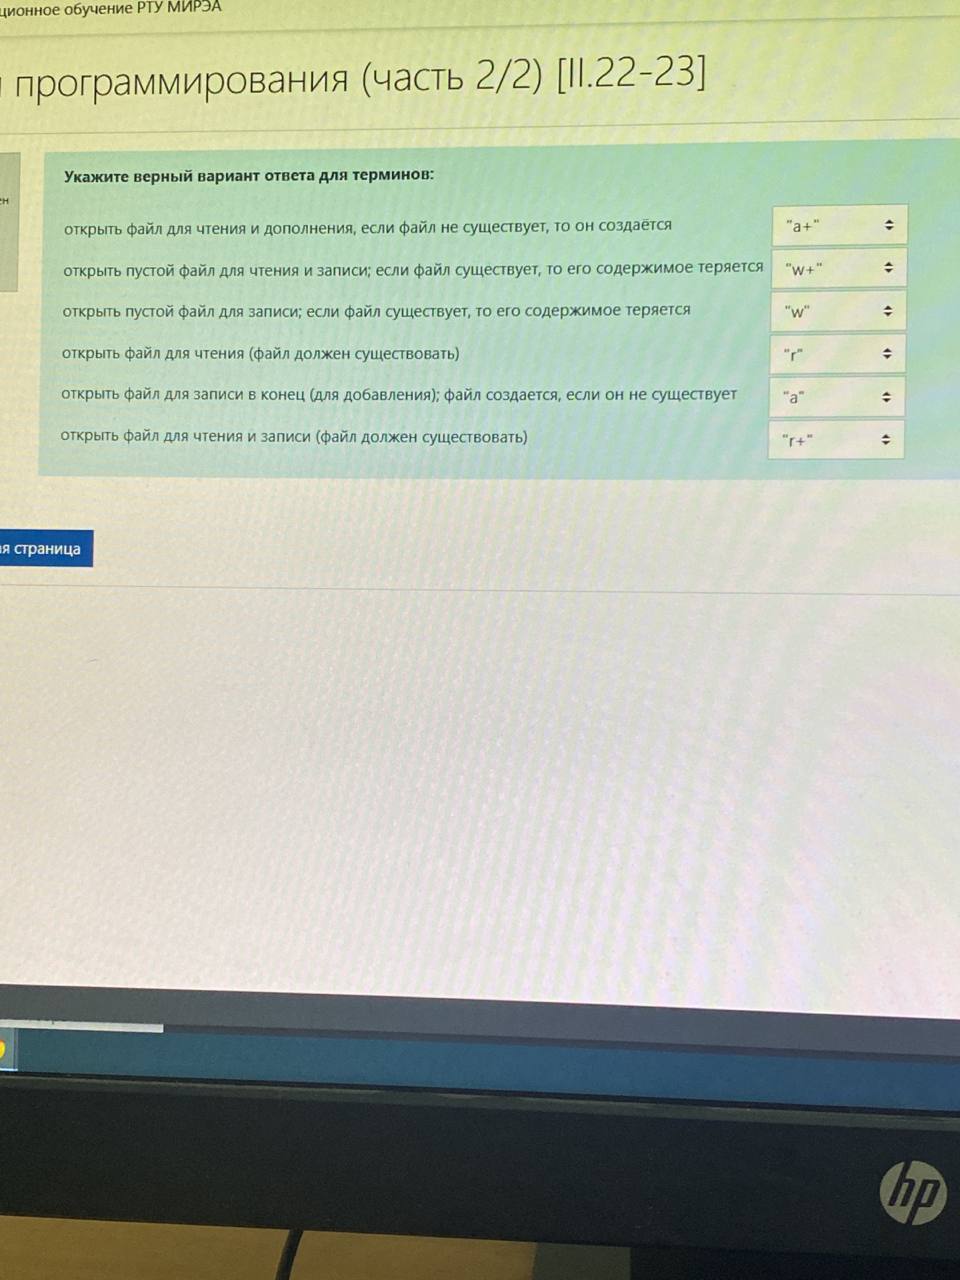 обучение РТУ МИРЭА
программирования (часть 2/2) [II.22-23]
Укажите верный вариант ответа для терминов:
открыть файл для чтения и дополнения, если файл не существует, то он создаётся "a+"
открыть пустой файл для чтения и записи; если файл существует, то его содержимое теряется "w+"
открыть пустой файл для записи; если файл существует, то его содержимое теряется "w"
открыть файл для чтения (файл должен существовать) "r"
открыть файл для записи в конец (для добавления); файл создается, если он не существует "a"
открыть файл для чтения и записи (файл должен существовать) "r+"
страница
hp